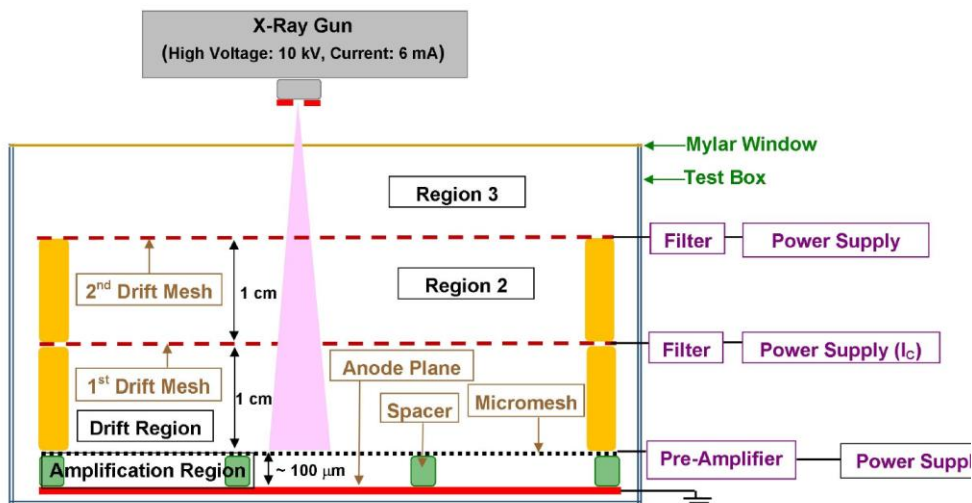 X-Ray Gun
(High Voltage: 10 kV, Current: 6 mA)
Mylar Window
Test Box
Region 3
Filter
Power Supply
2nd Drift Mesh
1 cm
Region 2
Filter
Power Supply (IC)
1st Drift Mesh
1 cm
Anode Plane
Spacer
Micromesh
Drift Region
Amplification Region
~ 100 μm
Pre-Amplifier
Power Suppl